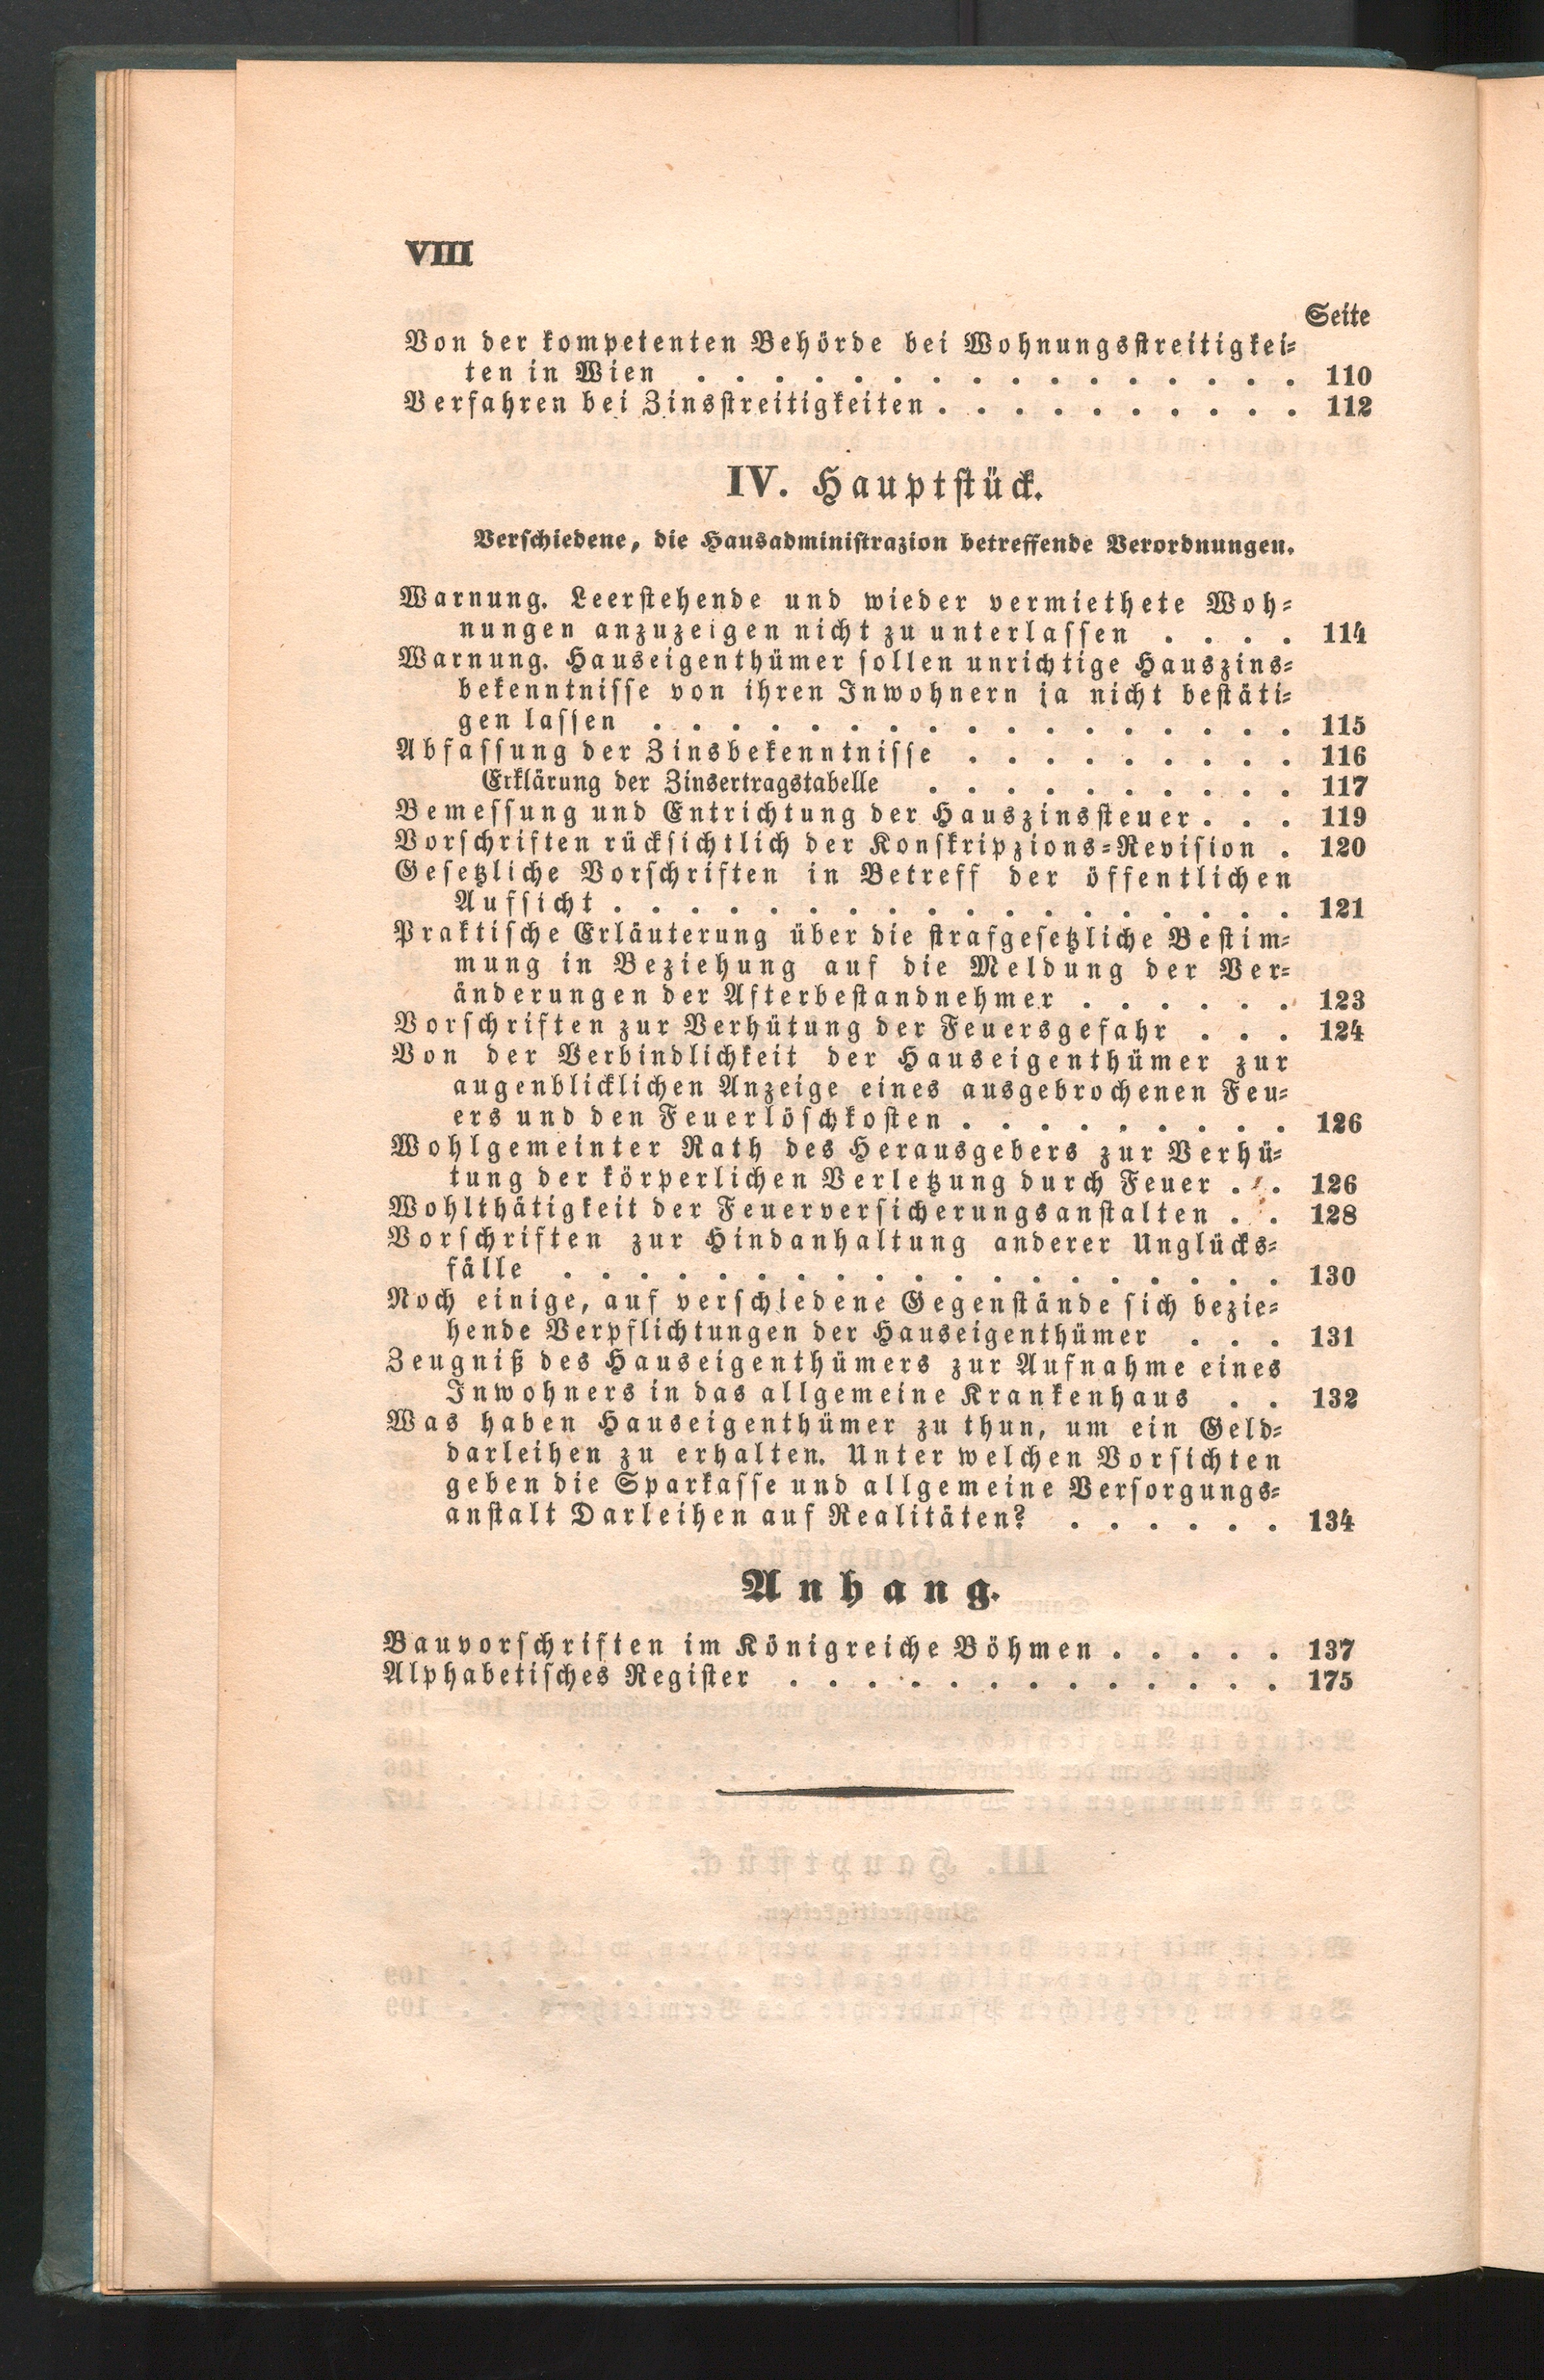 VIII
Seite
Von der kompetenten Behörde bei Wohnungsstreitigkei=
ten in Wien . . . . . . . . . . . . . . . . 110
Verfahren bei Zinsstreitigkeiten . . . . . . . . . . 112
IV. Hauptstück.
Verschiedene, die Hausadministrazion betreffende Verordnungen.
Warnung. Leerstehende und wieder vermiethete Woh=
nungen anzuzeigen nicht zu unterlassen . . . . 114
Warnung. Hauseigenthümer sollen unrichtige Hauszins=
bekenntnisse von ihren Inwohnern ja nicht bestäti=
gen lassen . . . . . . . . . . . . . . . . . 115
Abfassung der Zinsbekenntnisse . . . . . . . . . 116
Erklärung der Zinsertragstabelle . . . . . . . . . . 117
Bemessung und Entrichtung der Hauszinssteuer . . . 119
Vorschriften rücksichtlich der Konskripzions=Revision . 120
Gesetzliche Vorschriften in Betreff der öffentlichen
Aufsicht . . . . . . . . . . . . . . . . . . 121
Praktische Erläuterung über die strafgesetzliche Bestim=
mung in Beziehung auf die Meldung der Ver=
änderungen der Afterbestandnehmer . . . . . . 123
Vorschriften zur Verhütung der Feuersgefahr . . . 124
Von der Verbindlichkeit der Hauseigenthümer zur
augenblicklichen Anzeige eines ausgebrochenen Feu=
ers und den Feuerlöschkosten . . . . . . . . . 126
Wohlgemeinter Rath des Herausgebers zur Verhü=
tung der körperlichen Verletzung durch Feuer . . . 126
Wohlthätigkeit der Feuerversicherungsanstalten . . 128
Vorschriften zur Hindanhaltung anderer Unglücks=
fälle . . . . . . . . . . . . . . . . . . . 130
Noch einige, auf verschiedene Gegenstände sich bezie=
hende Verpflichtungen der Hauseigenthümer . . . 131
Zeugniß des Hauseigenthümers zur Aufnahme eines
Inwohners in das allgemeine Krankenhaus . . 132
Was haben Hauseigenthümer zu thun, um ein Geld=
darleihen zu erhalten. Unter welchen Vorsichten
geben die Sparkasse und allgemeine Versorgungs=
anstalt Darleihen auf Realitäten? . . . . . . 134
Anhang.
Bauvorschriften im Königreiche Böhmen . . . . . 137
Alphabetisches Register . . . . . . . . . . . . . 175